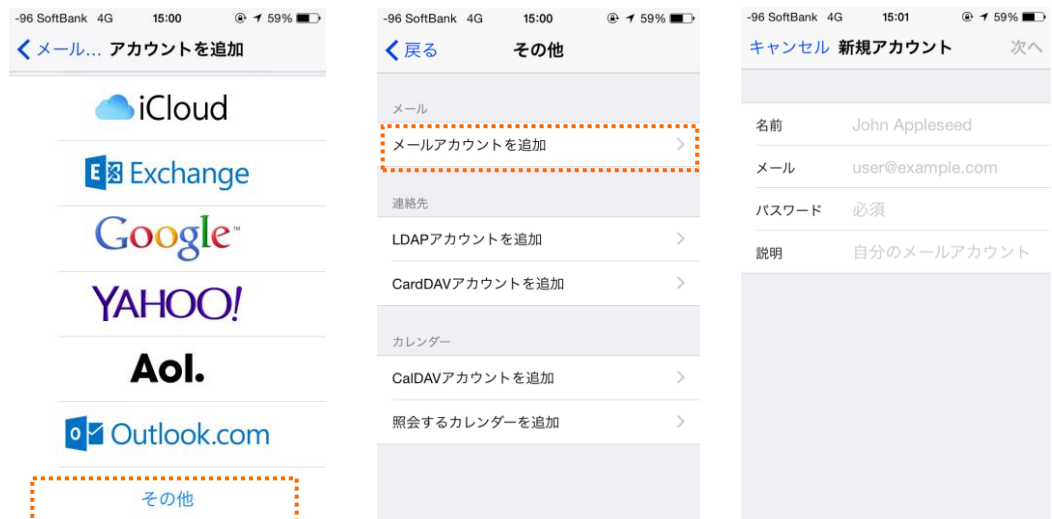 -96 SoftBank 4G 15:00 59%
メール... アカウントを追加
iCloud
Exchange
Google™
YAHOO!
Aol.
Outlook.com
その他
-96 SoftBank 4G 15:00 59%
戻る その他
メール
メールアカウントを追加
連絡先
LDAPアカウントを追加
CardDAVアカウントを追加
カレンダー
CalDAVアカウントを追加
照会するカレンダーを追加
-96 SoftBank 4G 15:01 59%
キャンセル 新規アカウント 次へ
名前 John Appleseed
メール user@example.com
パスワード 必須
説明 自分のメールアカウント